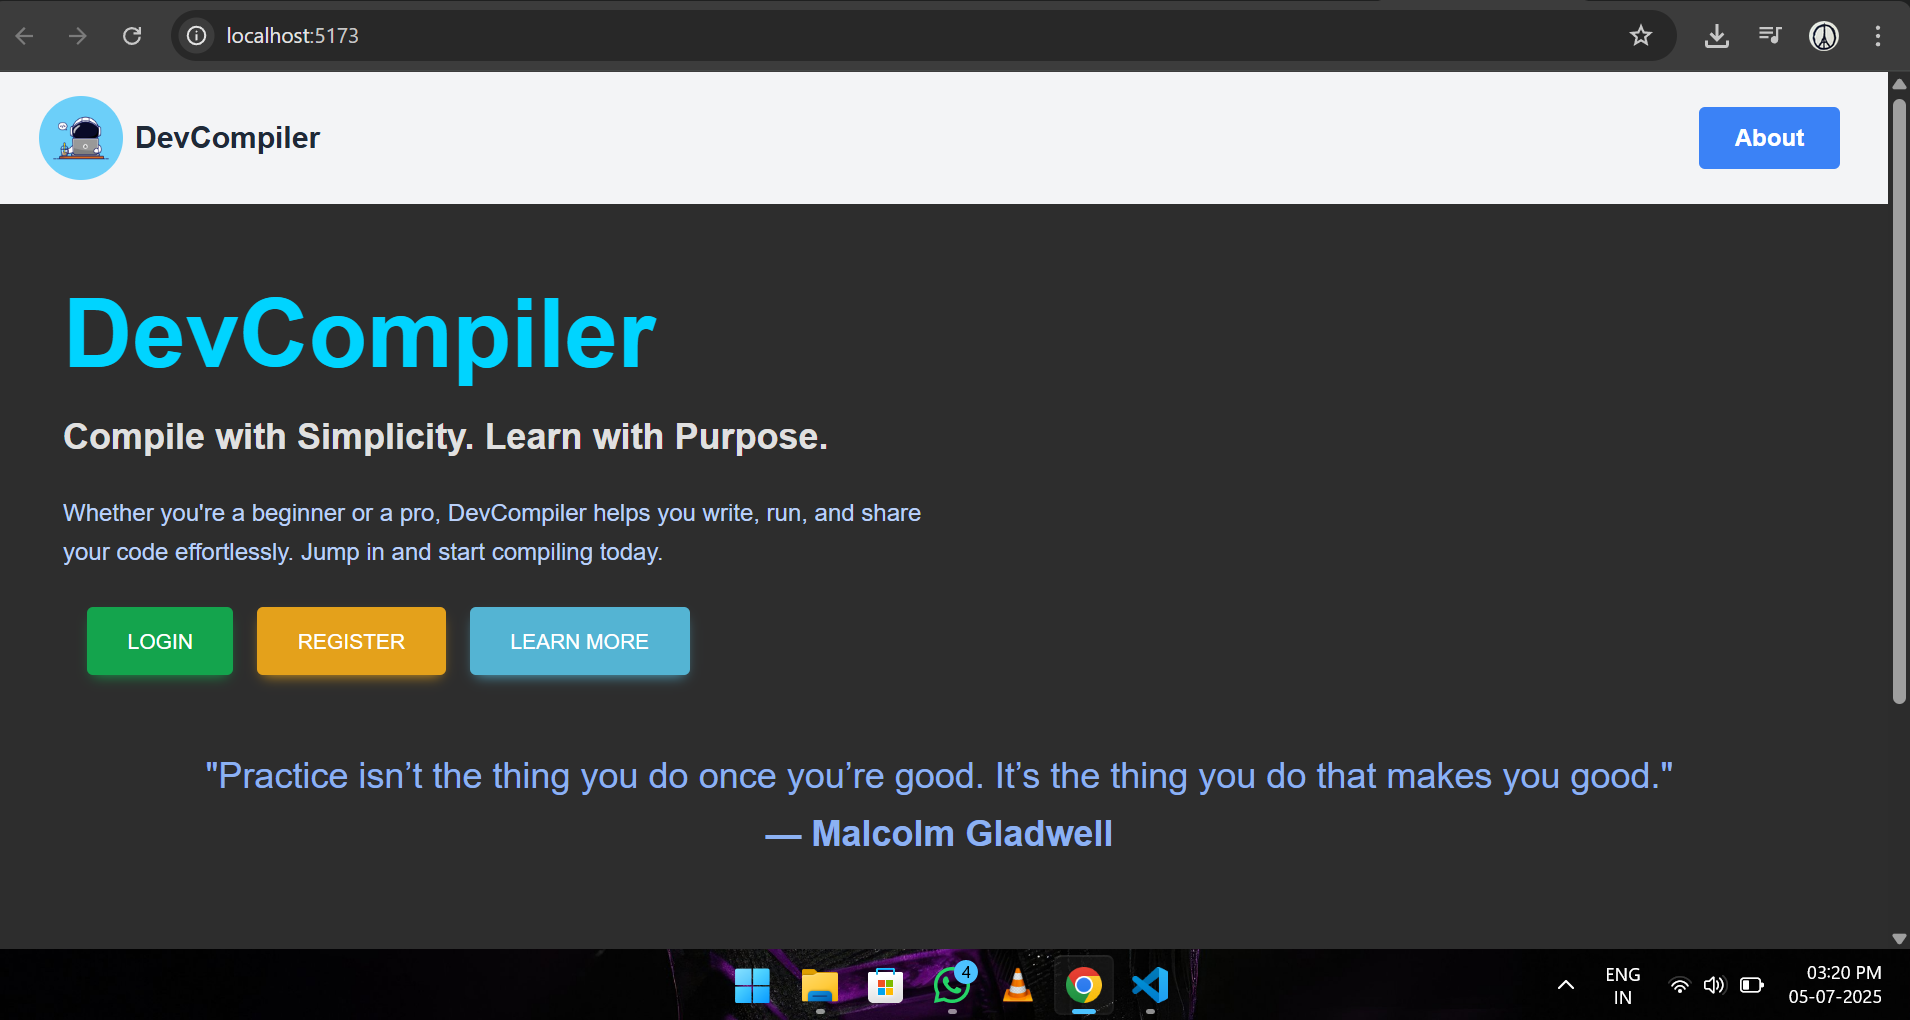 localhost:5173
DevCompiler
About
DevCompiler
Compile with Simplicity. Learn with Purpose.
Whether you're a beginner or a pro, DevCompiler helps you write, run, and share
your code effortlessly. Jump in and start compiling today.
LOGIN
REGISTER
LEARN MORE
"Practice isn’t the thing you do once you’re good. It’s the thing you do that makes you good."
— Malcolm Gladwell
4
ENG
IN
03:20 PM
05-07-2025